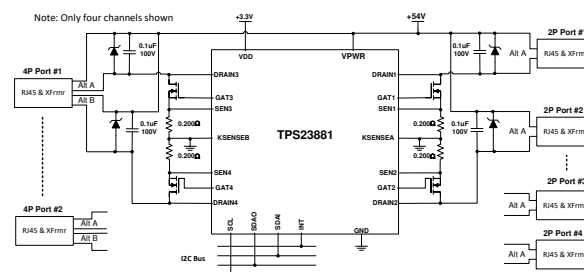 Note: Only four channels shown
+3.3V
+54V
VDD
VPWR
TPS23881
4P Port #1
RJ45 & XFrmr
Alt A
Alt B
0.1uF
100V
0.1uF
100V
DRAIN3
GAT3
SEN3
0.200Ω
KSENSEB
0.200Ω
SEN4
GAT4
DRAIN4
4P Port #2
RJ45 & XFrmr
Alt A
Alt B
SCL
SDAO
SDAI
INT
GND
I2C Bus
DRAIN1
GAT1
SEN1
0.200Ω
KSENSEA
0.200Ω
SEN2
GAT2
DRAIN2
0.1uF
100V
Alt A
2P Port #1
RJ45 & XFrmr
0.1uF
100V
Alt A
2P Port #2
RJ45 & XFrmr
2P Port #3
Alt A
RJ45 & XFrmr
2P Port #4
Alt A
RJ45 & XFrmr